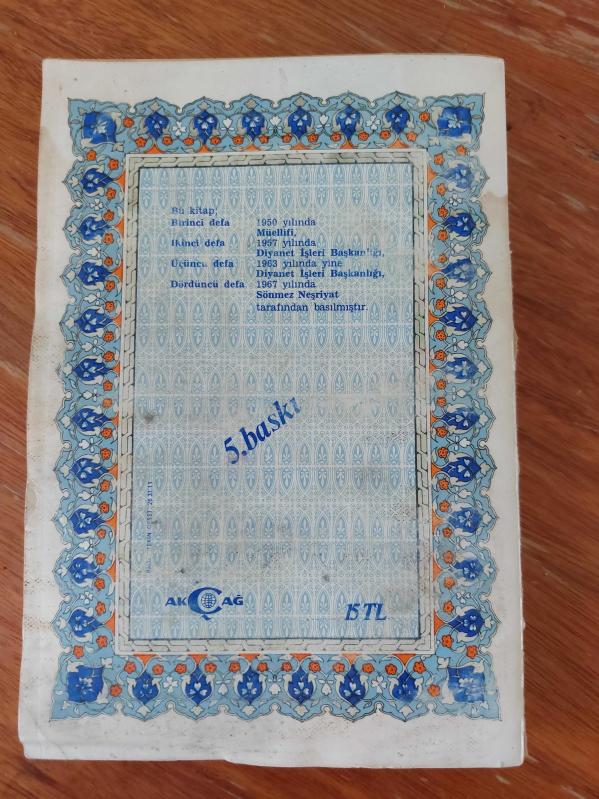 Bu kitap;
Birinci defa 1950 yılında
Müellifi,
İkinci defa 1957 yılında
Diyanet İşleri Başkanlığı,
Üçüncü defa 1963 yılında yine
Diyanet İşleri Başkanlığı,
Dördüncü defa 1967 yılında
Sönmez Neşriyat
tarafından basılmıştır.
5.baskı
AKÇAĞ
15 TL